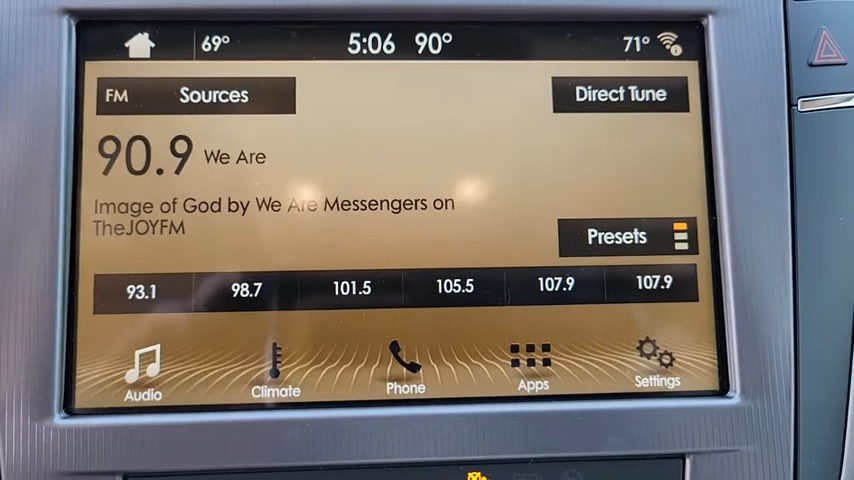 69° 5:06 90° 71°
FM Sources Direct Tune
90.9 We Are
Image of God by We Are Messengers on
TheJOYFM
Presets
93.1 98.7 101.5 105.5 107.9 107.9
Audio Climate Phone Apps Settings